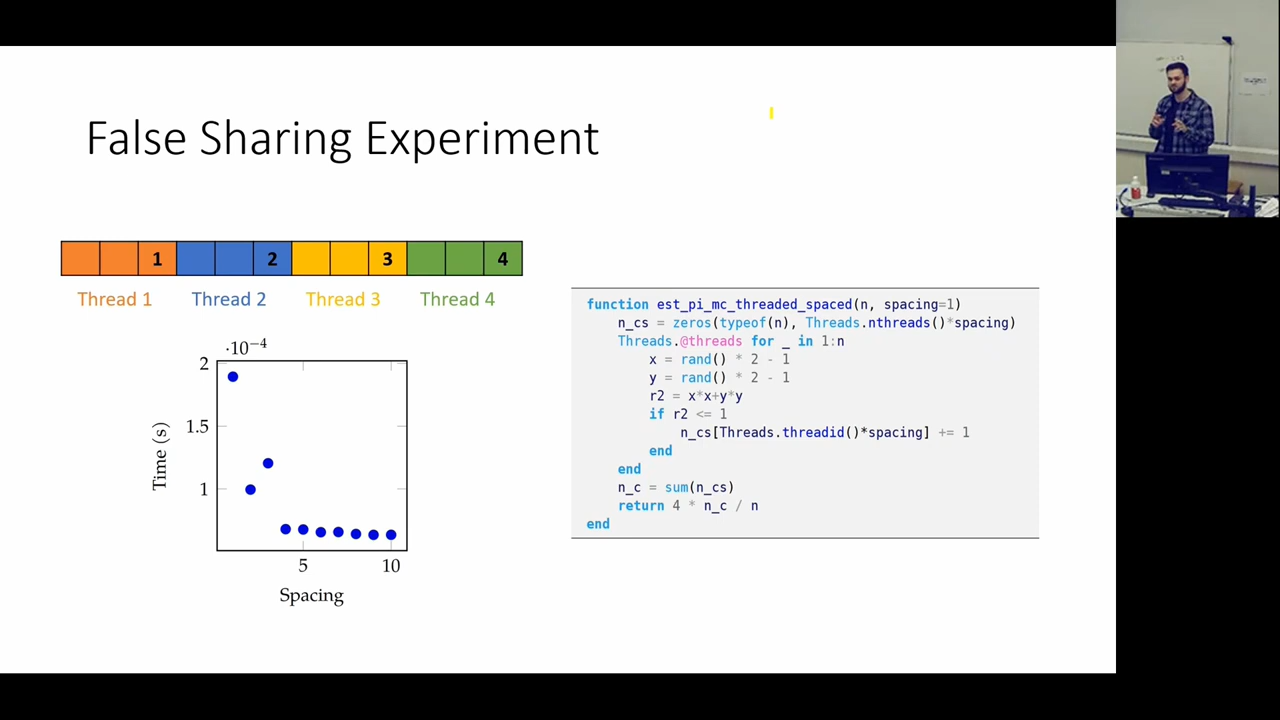 False Sharing Experiment
1 2 3 4
Thread 1 Thread 2 Thread 3 Thread 4
·10⁻⁴
2
1.5
1
Time (s)
5 10
Spacing
function est_pi_mc_threaded_spaced(n, spacing=1)
    n_cs = zeros(typeof(n), Threads.nthreads()*spacing)
    Threads.@threads for _ in 1:n
        x = rand() * 2 - 1
        y = rand() * 2 - 1
        r2 = x*x+y*y
        if r2 <= 1
            n_cs[Threads.threadid()*spacing] += 1
        end
    end
    n_c = sum(n_cs)
    return 4 * n_c / n
end